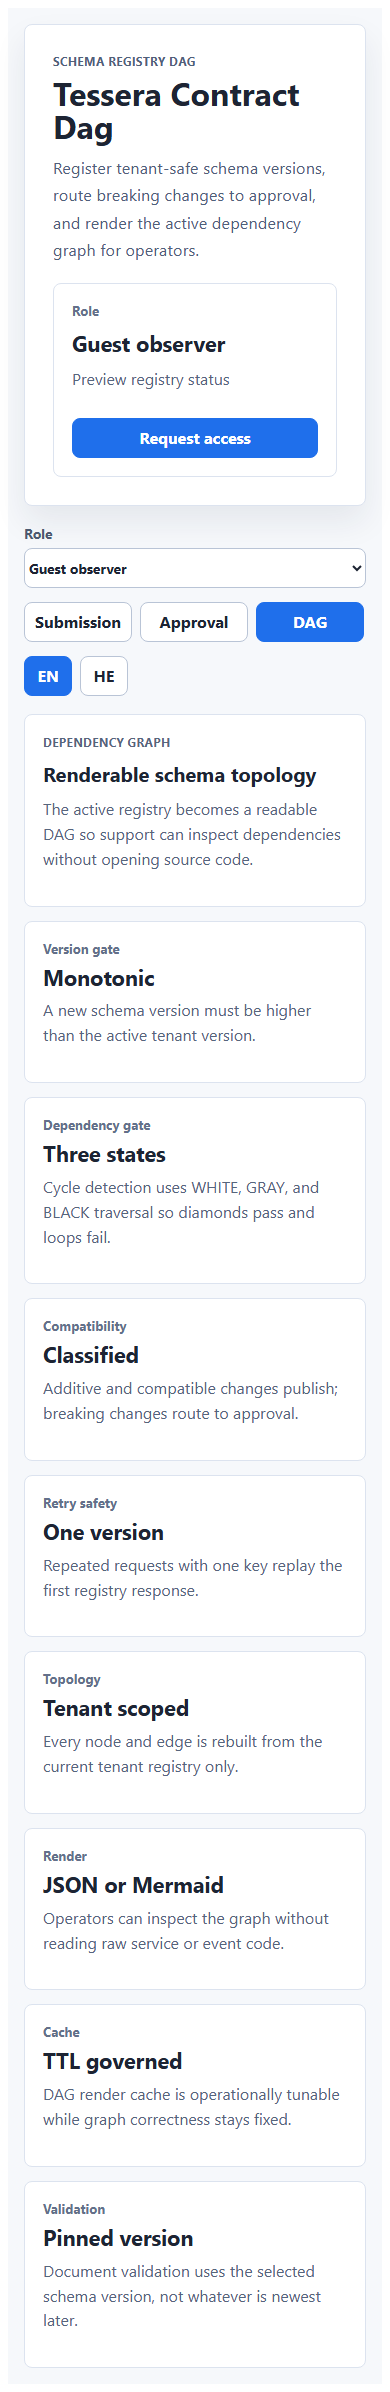 SCHEMA REGISTRY DAG
Tessera Contract
Dag
Register tenant-safe schema versions,
route breaking changes to approval,
and render the active dependency
graph for operators.
Role
Guest observer
Preview registry status
Request access
Role
Guest observer
Submission Approval DAG
EN HE
DEPENDENCY GRAPH
Renderable schema topology
The active registry becomes a readable
DAG so support can inspect dependencies
without opening source code.
Version gate
Monotonic
A new schema version must be higher
than the active tenant version.
Dependency gate
Three states
Cycle detection uses WHITE, GRAY, and
BLACK traversal so diamonds pass and
loops fail.
Compatibility
Classified
Additive and compatible changes publish;
breaking changes route to approval.
Retry safety
One version
Repeated requests with one key replay the
first registry response.
Topology
Tenant scoped
Every node and edge is rebuilt from the
current tenant registry only.
Render
JSON or Mermaid
Operators can inspect the graph without
reading raw service or event code.
Cache
TTL governed
DAG render cache is operationally tunable
while graph correctness stays fixed.
Validation
Pinned version
Document validation uses the selected
schema version, not whatever is newest
later.